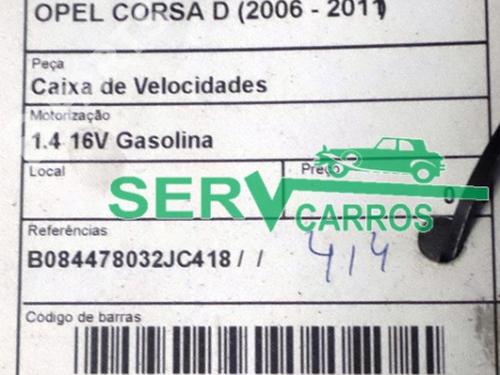 OPEL CORSA D (2006 - 2011)
Peça
Caixa de Velocidades
Motorização
1.4 16V Gasolina
Local
Preço
0
SERV CARROS
Referências
B084478032JC418 / /
414
Código de barras